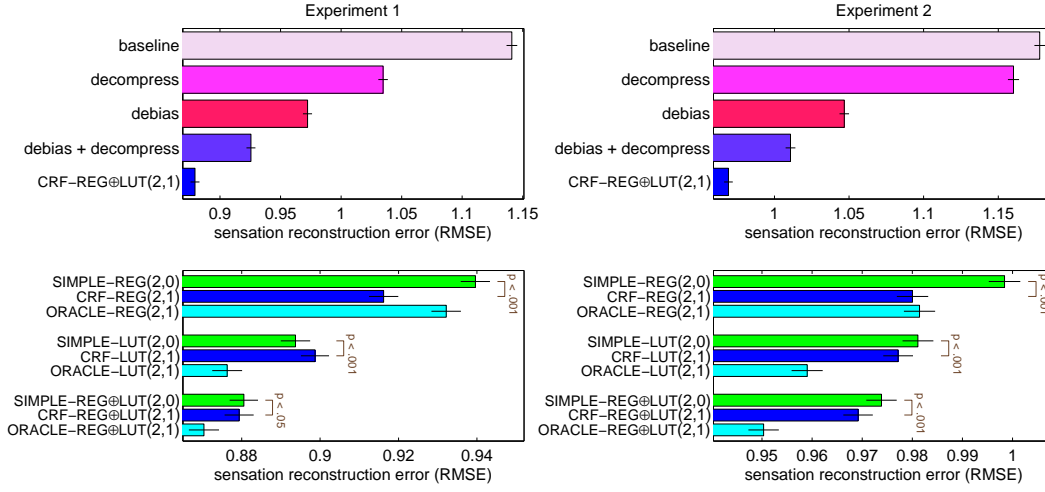 Experiment 1
baseline
decompress
debias
debias + decompress
CRF−REG⊕LUT(2,1)
0.9 0.95 1 1.05 1.1 1.15
sensation reconstruction error (RMSE)
Experiment 2
baseline
decompress
debias
debias + decompress
CRF−REG⊕LUT(2,1)
1 1.05 1.1 1.15
sensation reconstruction error (RMSE)
SIMPLE−REG(2,0)
CRF−REG(2,1)
ORACLE−REG(2,1)
SIMPLE−LUT(2,0)
CRF−LUT(2,1)
ORACLE−LUT(2,1)
SIMPLE−REG⊕LUT(2,0)
CRF−REG⊕LUT(2,1)
ORACLE−REG⊕LUT(2,1)
p < .001
p < .001
p < .05
0.88 0.9 0.92 0.94
sensation reconstruction error (RMSE)
SIMPLE−REG(2,0)
CRF−REG(2,1)
ORACLE−REG(2,1)
SIMPLE−LUT(2,0)
CRF−LUT(2,1)
ORACLE−LUT(2,1)
SIMPLE−REG⊕LUT(2,0)
CRF−REG⊕LUT(2,1)
ORACLE−REG⊕LUT(2,1)
p < .001
p < .001
p < .001
0.95 0.96 0.97 0.98 0.99 1
sensation reconstruction error (RMSE)